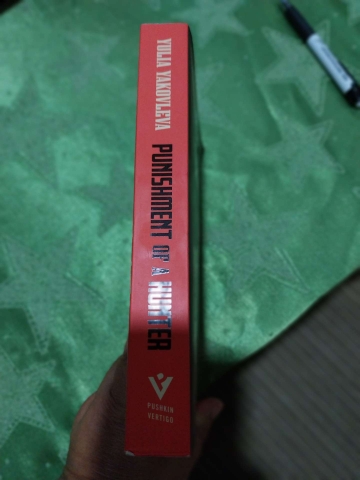 YULIA YAKOVLEVA
PUNISHMENT OF A HUNTER
PUSHKIN
VERTIGO